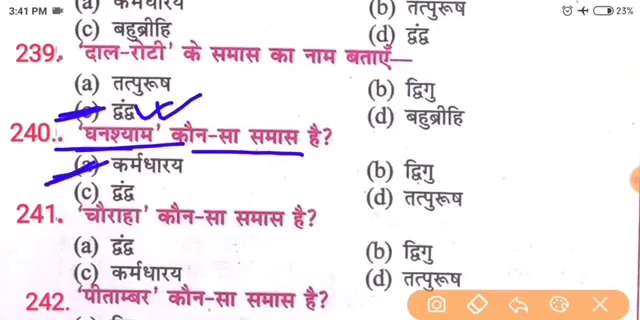 3:41 PM
23%
(a) कर्मधारय (b) तत्पुरूष
(c) बहुब्रीहि (d) द्वंद्व
239. 'दाल-रोटी' के समास का नाम बताएँ—
(a) तत्पुरूष (b) द्विगु
(c) द्वंद्व (d) बहुब्रीहि
240. 'घनश्याम' कौन-सा समास है?
(a) कर्मधारय (b) द्विगु
(c) द्वंद्व (d) तत्पुरूष
241. 'चौराहा' कौन-सा समास है?
(a) द्वंद्व (b) द्विगु
(c) कर्मधारय (d) तत्पुरूष
242. 'पीताम्बर' कौन-सा समास है?